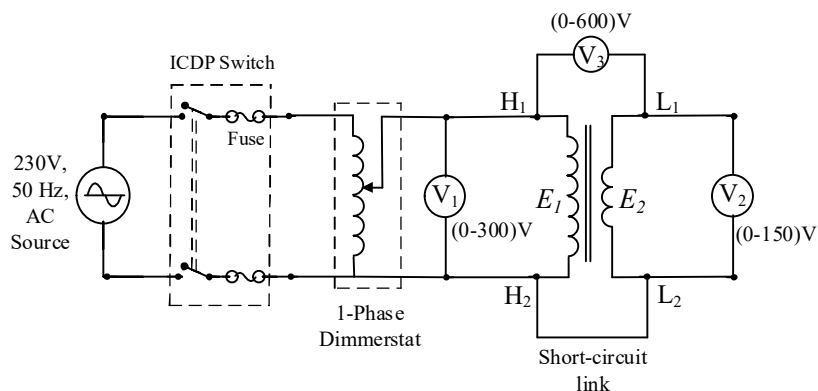 (0-600)V
V3
ICDP Switch
H1
L1
Fuse
230V,
50 Hz,
AC
Source
V1
(0-300)V
E1
E2
V2
(0-150)V
H2
L2
1-Phase
Dimmerstat
Short-circuit
link